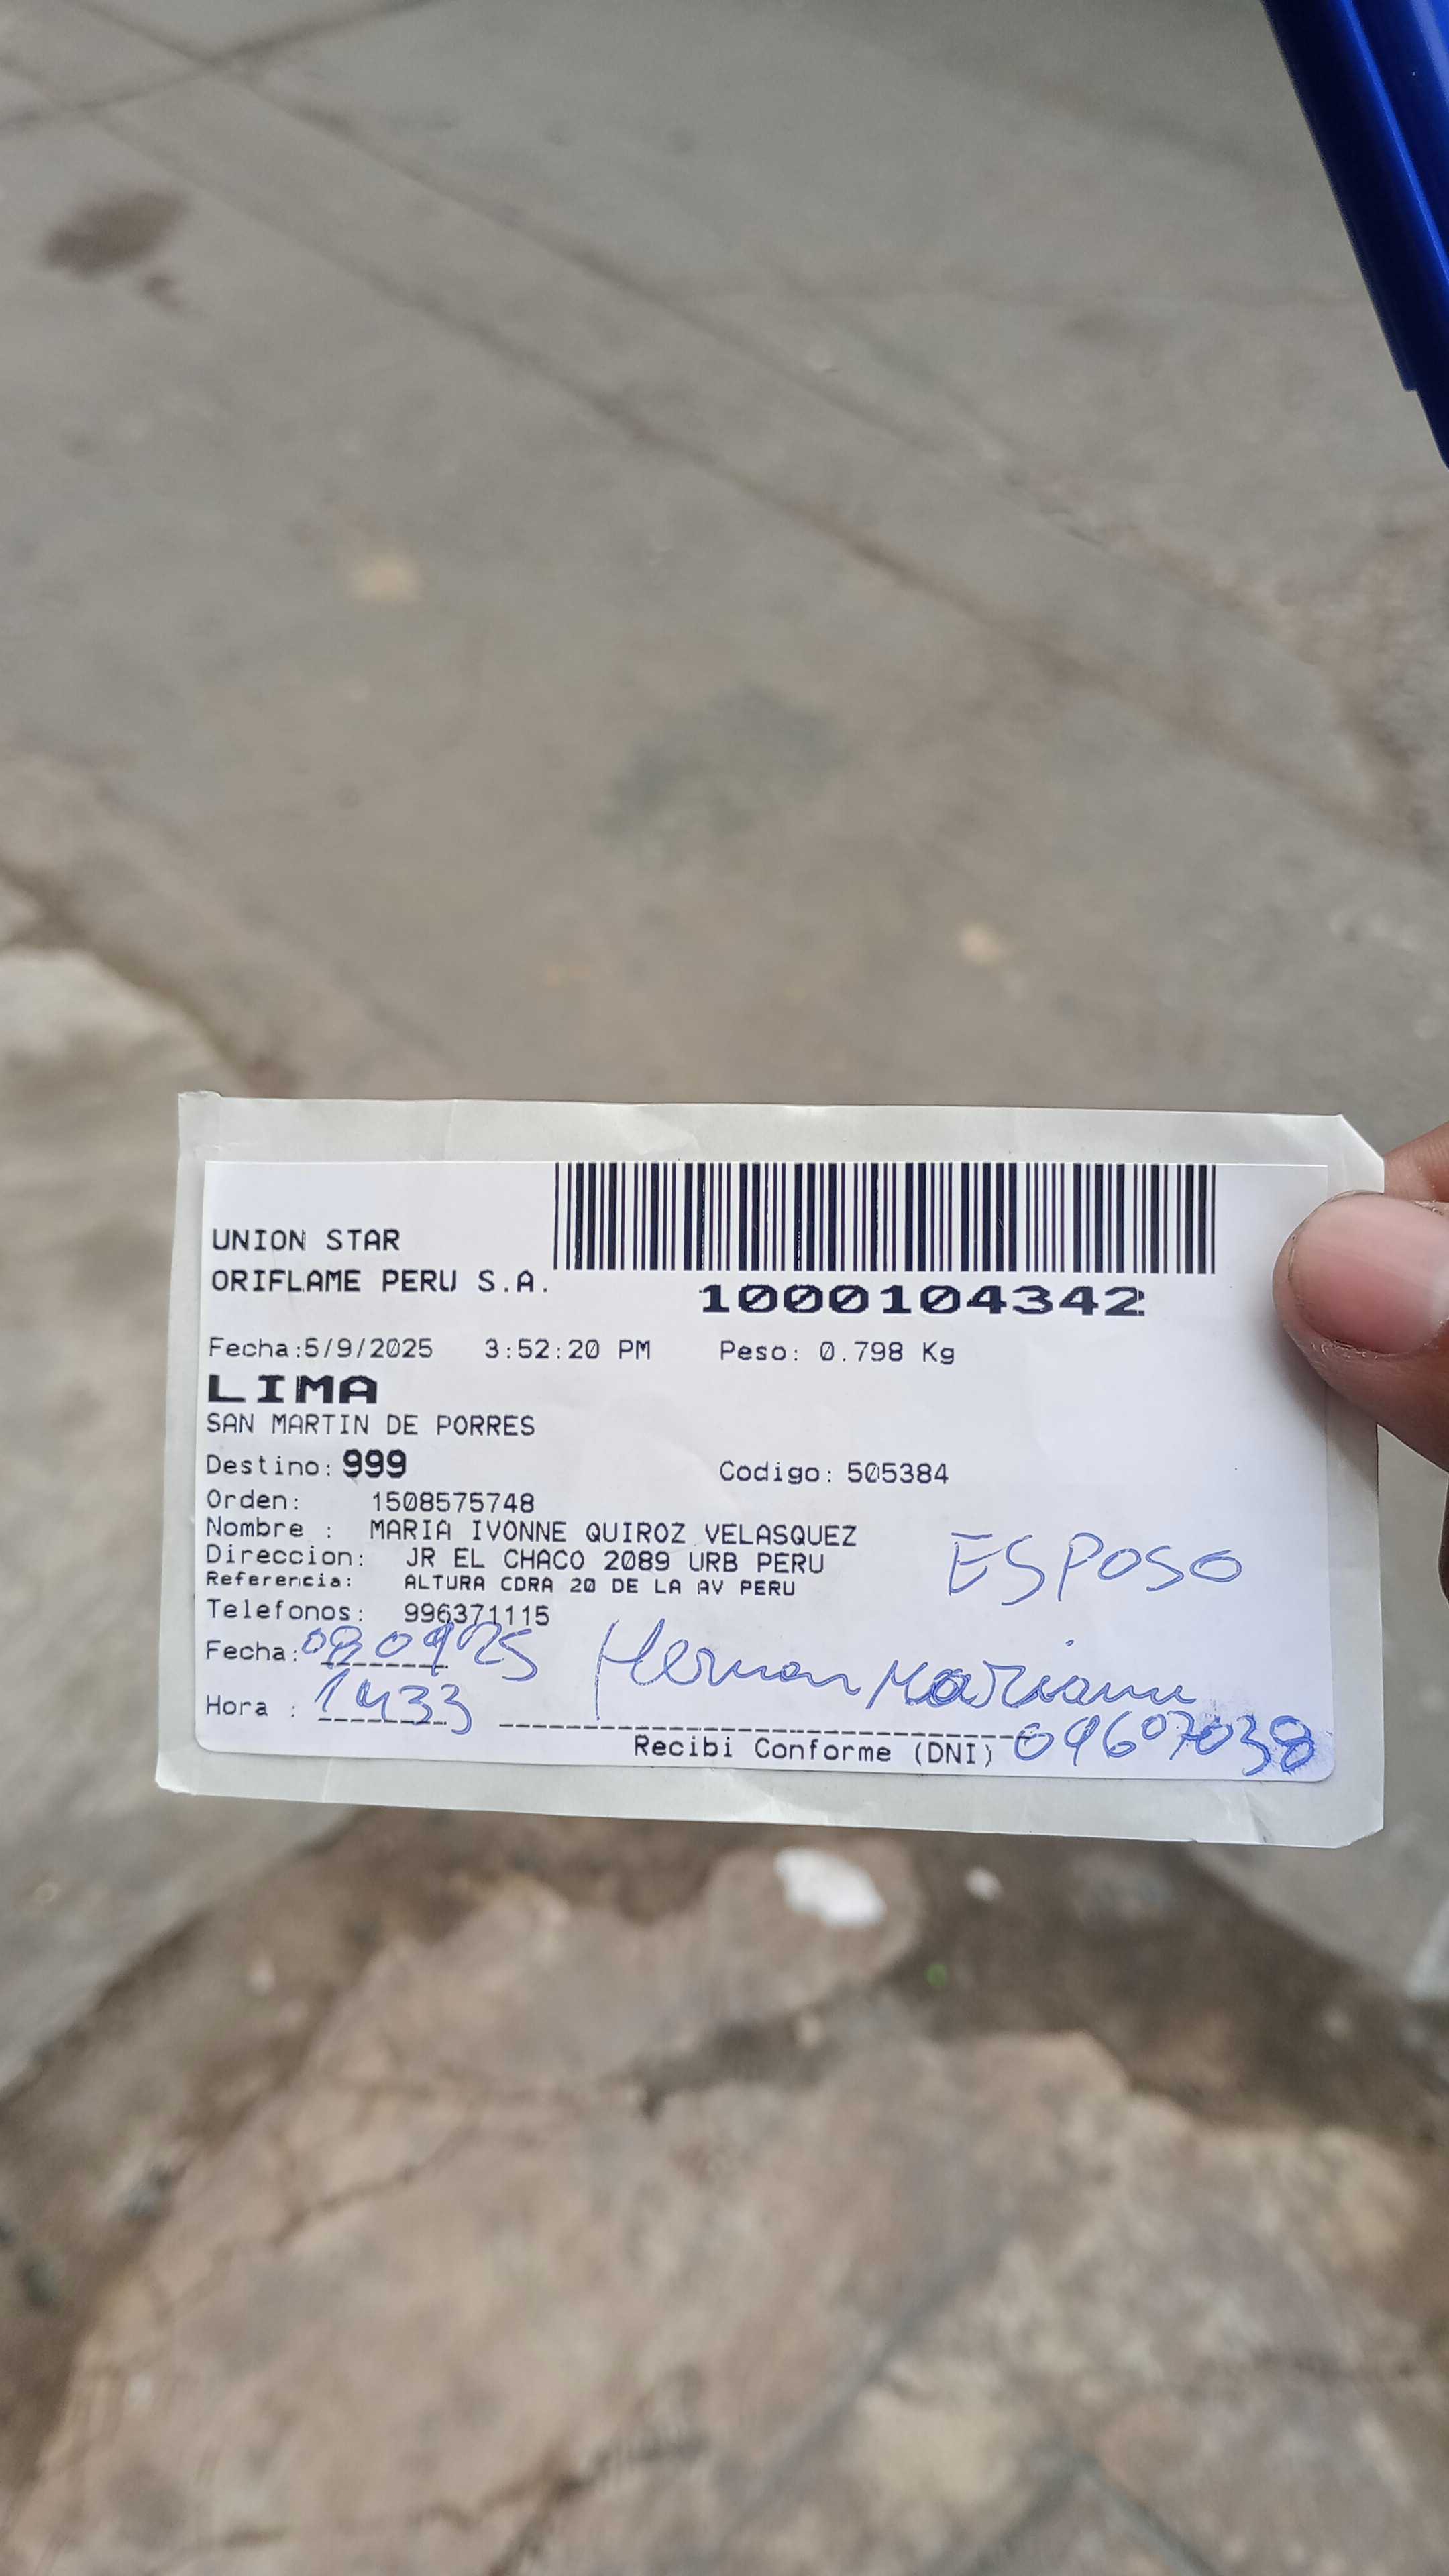 UNION STAR
ORIFLAME PERU S.A.
1000104342
Fecha:5/9/2025 3:52:20 PM Peso: 0.798 Kg
LIMA
SAN MARTIN DE PORRES
Destino: 999 Codigo: 505384
Orden: 1508575748
Nombre : MARIA IVONNE QUIROZ VELASQUEZ
Direccion: JR EL CHACO 2089 URB PERU
ESPOSO
Referencia: ALTURA CDRA 20 DE LA AV PERU
Telefonos: 996371115
Fecha: 080925 Hernan Mariano
Hora : 1433
Recibi Conforme (DNI) 09607038